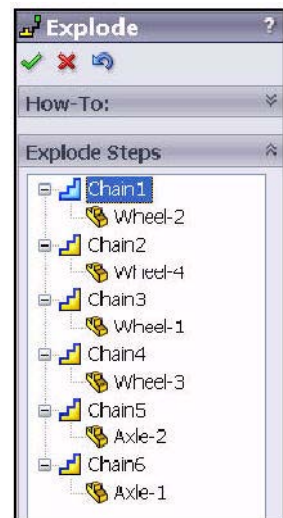 Explode ?
How-To:
Explode Steps
Chain1
Wheel-2
Chain2
Wheel-4
Chain3
Wheel-1
Chain4
Wheel-3
Chain5
Axle-2
Chain6
Axle-1